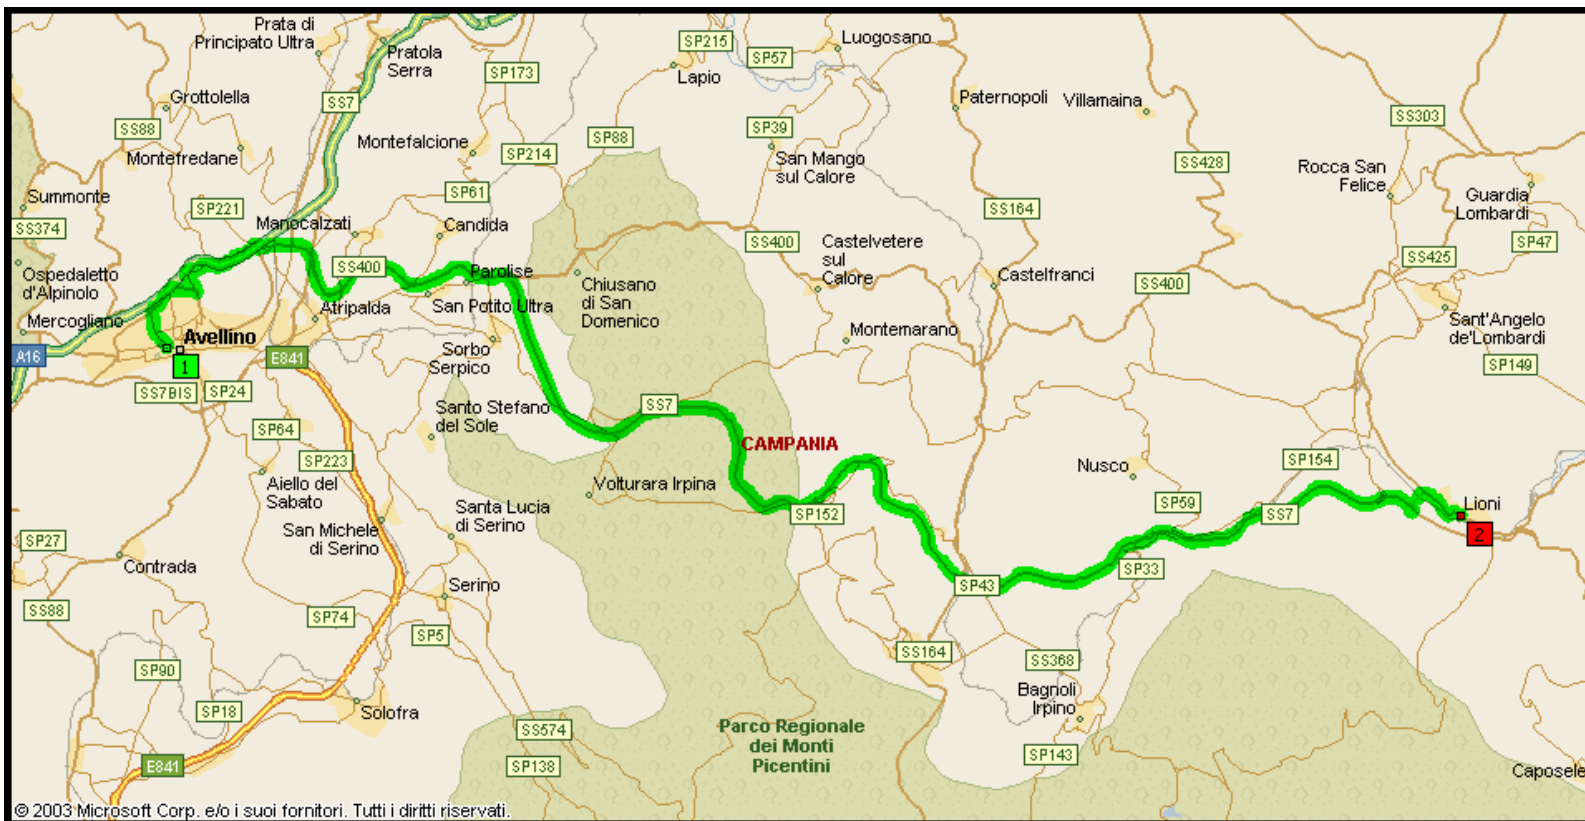 Prata di
Principato Ultra
Pratola
Serra
SP215
Luogosano
SP57
Lapio
SP173
Grottolella
SS7
Paternopoli
Villamaina
SS303
SS88
Montefalcione
SP88
SP39
Montefredane
SP214
San Mango
sul Calore
SS428
Rocca San
Felice
Guardia
Lombardi
Summonte
SP61
SP221
SS374
Manocalzati
Candida
SS164
SS400
Castelvetere
sul
Calore
SP47
SS425
Ospedaletto
d'Alpinolo
SS400
Parolise
Chiusano
di San
Domenico
Castelfranci
SS400
San Potito Ultra
Atripalda
Mercogliano
Avellino
Montemarano
Sant'Angelo
de'Lombardi
A16
1
E841
Sorbo
Serpico
SP149
SS7BIS
SP24
SS7
Santo Stefano
del Sole
SP64
CAMPANIA
SP223
Nusco
SP154
Aiello del
Sabato
Volturara Irpina
Santa Lucia
di Serino
SP152
SP59
SS7
Lioni
San Michele
di Serino
2
SP27
Contrada
SP43
SP33
Serino
SS88
SP74
SP5
SS164
SS368
SP90
Bagnoli
Irpino
SP18
Solofra
SS574
Parco Regionale
dei Monti
Picentini
E841
SP138
SP143
Caposele
© 2003 Microsoft Corp. e/o i suoi fornitori. Tutti i diritti riservati.